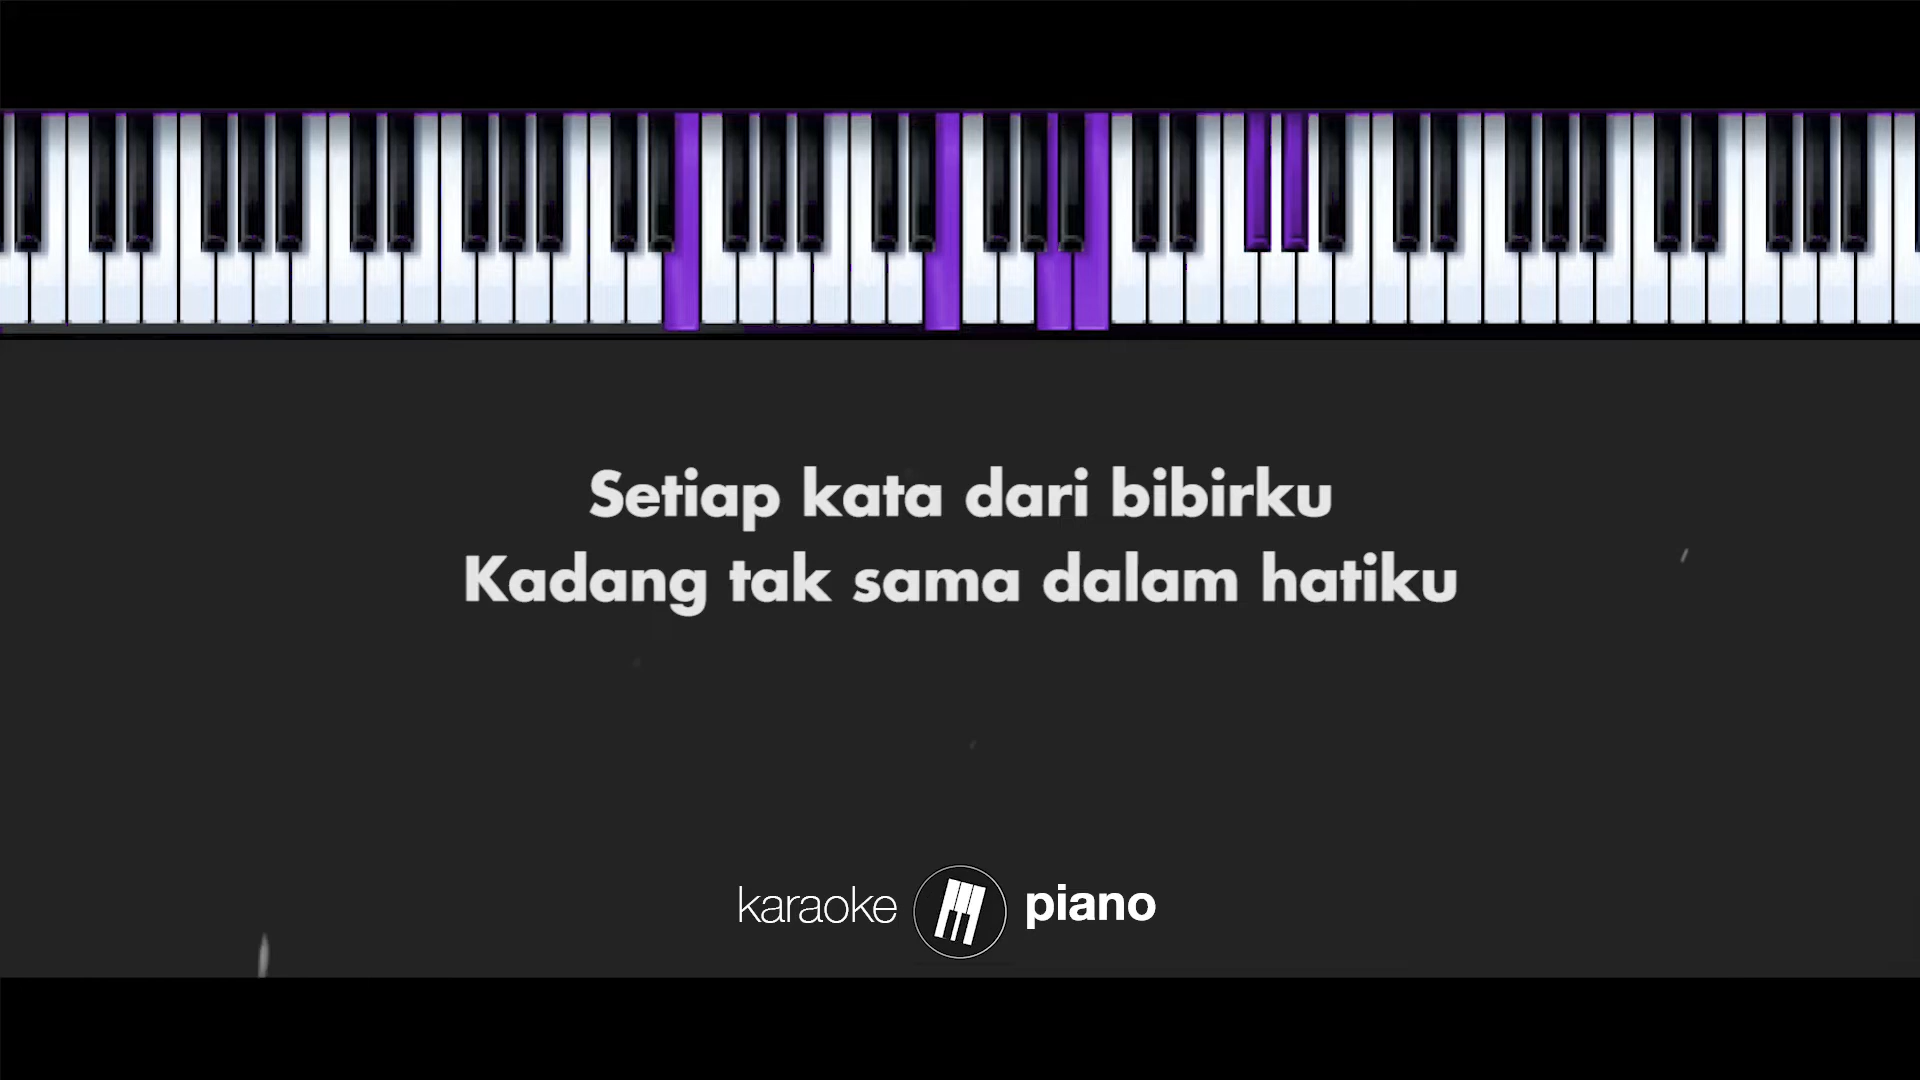 Setiap kata dari bibirku
Kadang tak sama dalam hatiku
karaoke piano